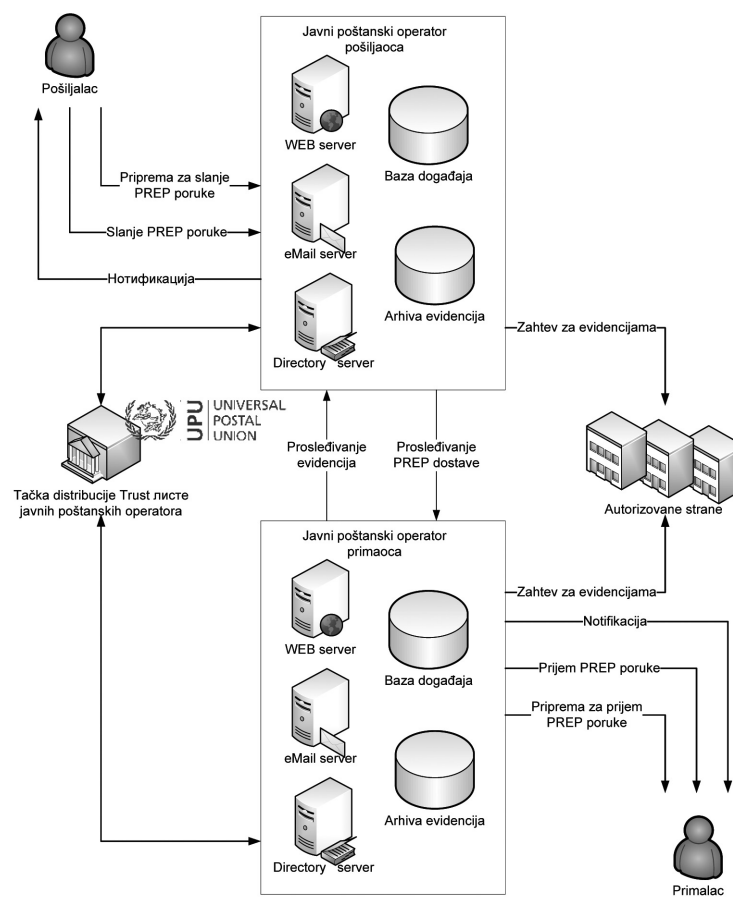 Pošiljalac
Javni poštanski operator
pošiljaoca
WEB server
Baza događaja
Priprema za slanje
PREP poruke
Slanje PREP poruke
eMail server
Нотификација
Arhiva evidencija
Directory server
Zahtev za evidencijama
UPU
UNIVERSAL
POSTAL
UNION
Tačka distribucije Trust листе
javnih poštanskih operatora
Prosleđivanje
evidencija
Prosleđivanje
PREP dostave
Autorizovane strane
Javni poštanski operator
primaoca
WEB server
Baza događaja
Zahtev za evidencijama
Notifikacija
Prijem PREP poruke
Priprema za prijem
PREP poruke
eMail server
Arhiva evidencija
Directory server
Primalac